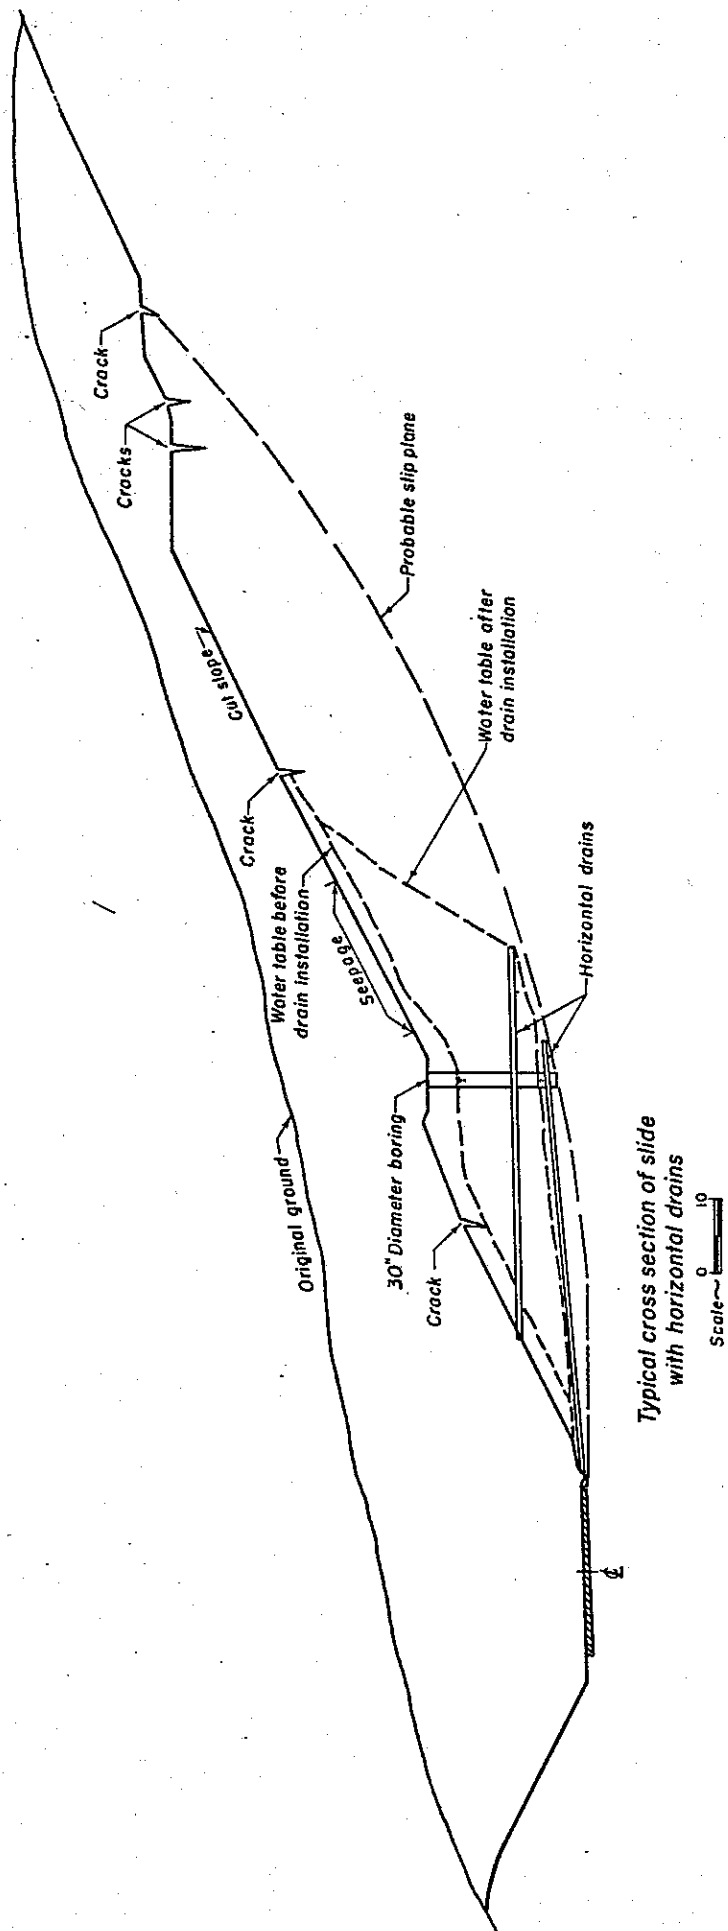 Crack
Cracks
Cut slope
Probable slip plane
Crack
Water table before
drain installation
Seepage
Water table after
drain installation
Original ground
30" Diameter boring
Horizontal drains
Crack
℄
Typical cross section of slide
with horizontal drains
0 10
Scale~